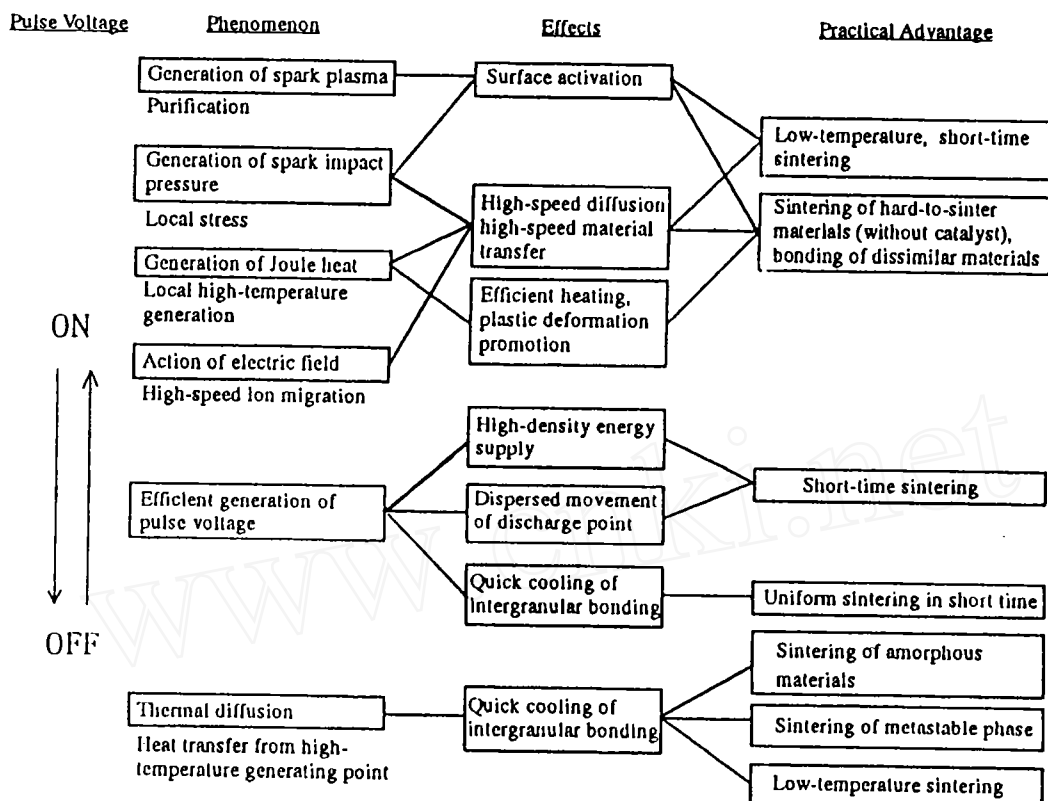 Pulse Voltage
Phenomenon
Effects
Practical Advantage
Generation of spark plasma
Purification
Generation of spark impact
pressure
Local stress
Generation of Joule heat
Local high-temperature
generation
Action of electric field
High-speed Ion migration
Surface activation
High-speed diffusion
high-speed material
transfer
Efficient heating,
plastic deformation
promotion
Low-temperature, short-time
sintering
Sintering of hard-to-sinter
materials (without catalyst),
bonding of dissimilar materials
ON
OFF
Efficient generation of
pulse voltage
High-density energy
supply
Dispersed movement
of discharge point
Quick cooling of
intergranular bonding
Short-time sintering
Uniform sintering in short time
Thermal diffusion
Heat transfer from high-
temperature generating point
Quick cooling of
intergranular bonding
Sintering of amorphous
materials
Sintering of metastable phase
Low-temperature sintering
www.cnki.net